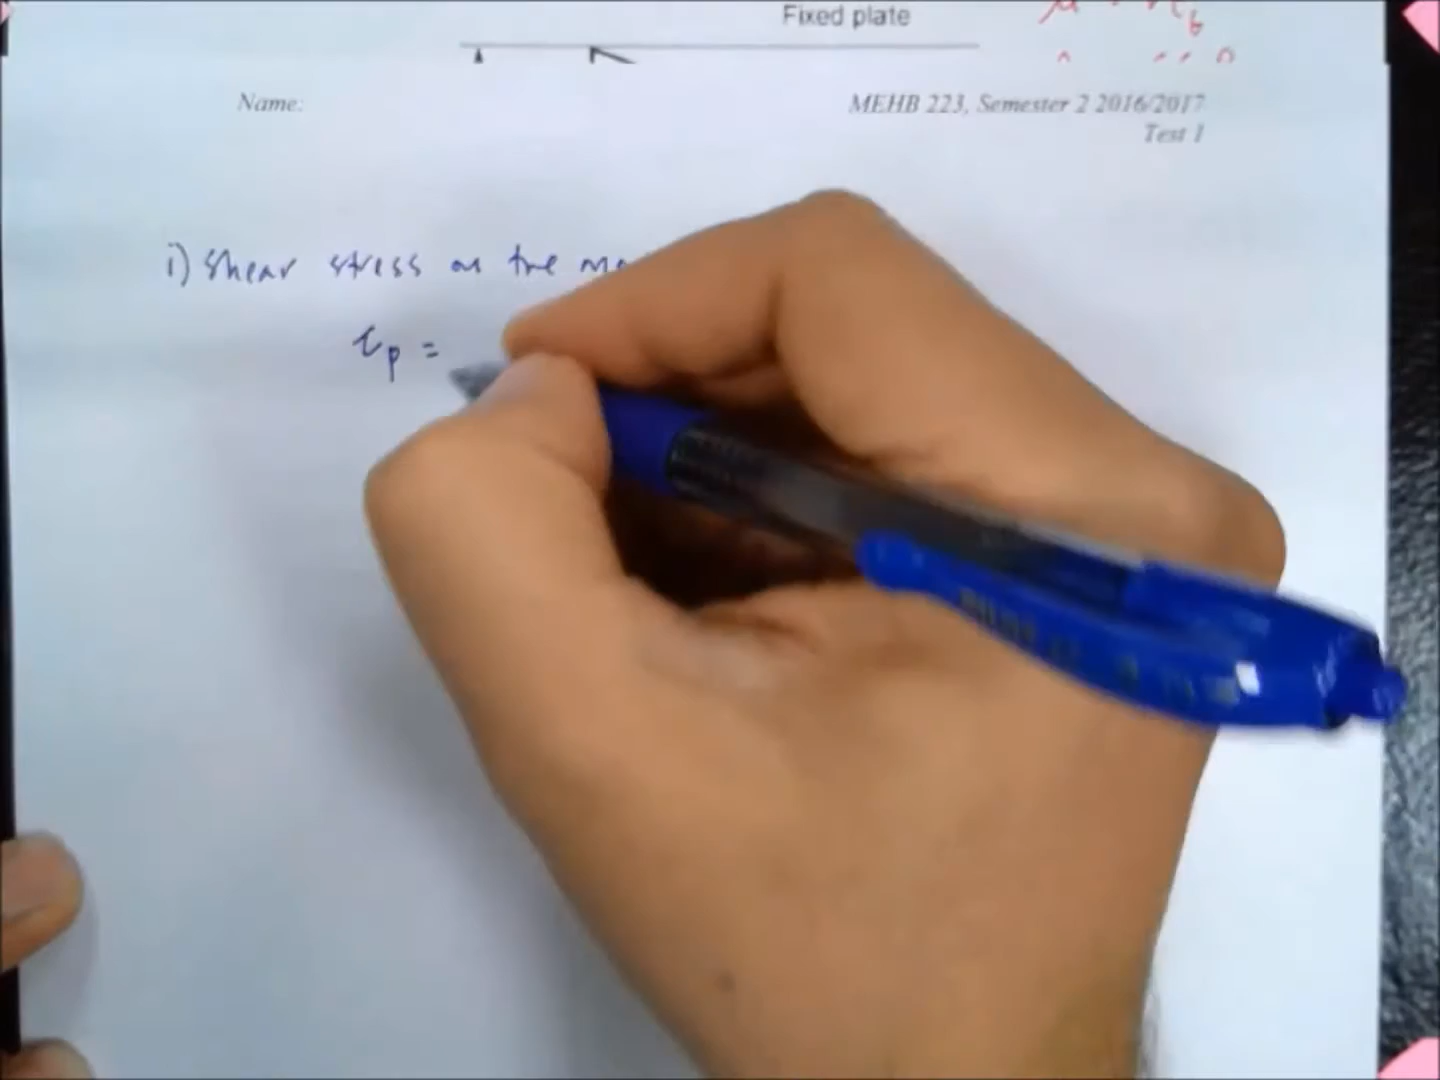 Fixed plate
Name: MEHB 223, Semester 2 2016/2017
Test 1
i) shear stress on the
τp =